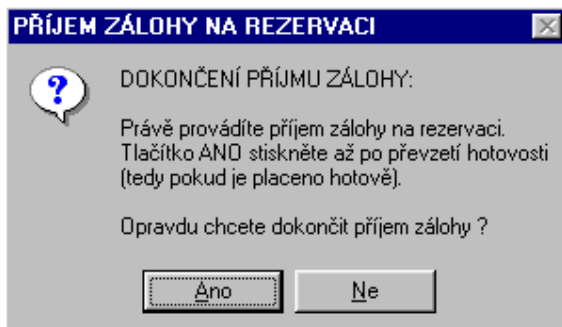 PŘÍJEM ZÁLOHY NA REZERVACI
DOKONČENÍ PŘÍJMU ZÁLOHY:
Právě provádíte příjem zálohy na rezervaci.
Tlačítko ANO stiskněte až po převzetí hotovosti
(tedy pokud je placeno hotově).
Opravdu chcete dokončit příjem zálohy ?
Ano
Ne